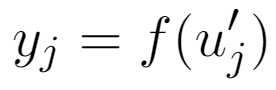 y_j = f(u'_j)